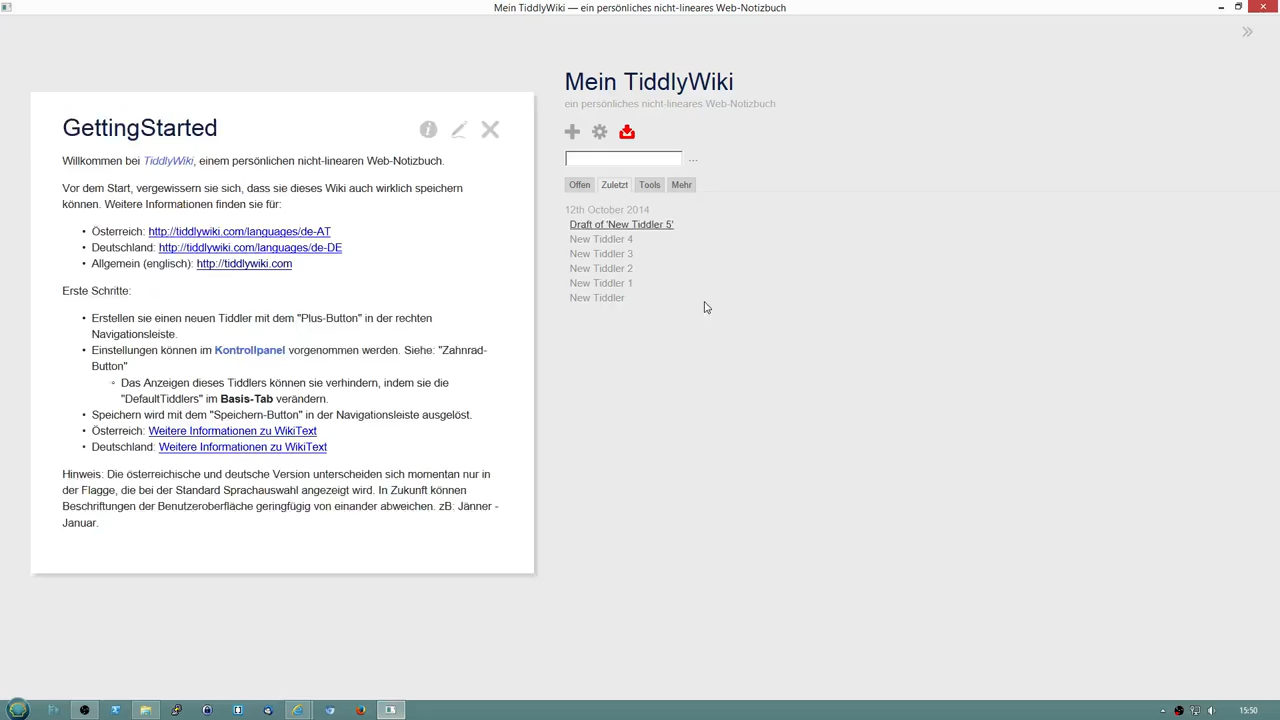 Mein TiddlyWiki — ein persönliches nicht-lineares Web-Notizbuch
GettingStarted
Willkommen bei TiddlyWiki, einem persönlichen nicht-linearen Web-Notizbuch.
Vor dem Start, vergewissern sie sich, dass sie dieses Wiki auch wirklich speichern
können. Weitere Informationen finden sie für:
• Österreich: http://tiddlywiki.com/languages/de-AT
• Deutschland: http://tiddlywiki.com/languages/de-DE
• Allgemein (englisch): http://tiddlywiki.com
Erste Schritte:
• Erstellen sie einen neuen Tiddler mit dem "Plus-Button" in der rechten
Navigationsleiste.
• Einstellungen können im Kontrollpanel vorgenommen werden. Siehe: "Zahnrad-
Button"
◦ Das Anzeigen dieses Tiddlers können sie verhindern, indem sie die
"DefaultTiddlers" im Basis-Tab verändern.
• Speichern wird mit dem "Speichern-Button" in der Navigationsleiste ausgelöst.
• Österreich: Weitere Informationen zu WikiText
• Deutschland: Weitere Informationen zu WikiText
Hinweis: Die österreichische und deutsche Version unterscheiden sich momentan nur in
der Flagge, die bei der Standard Sprachauswahl angezeigt wird. In Zukunft können
Beschriftungen der Benutzeroberfläche geringfügig von einander abweichen. zB: Jänner -
Januar.
Mein TiddlyWiki
ein persönliches nicht-lineares Web-Notizbuch
...
Offen Zuletzt Tools Mehr
12th October 2014
Draft of 'New Tiddler 5'
New Tiddler 4
New Tiddler 3
New Tiddler 2
New Tiddler 1
New Tiddler
15:50